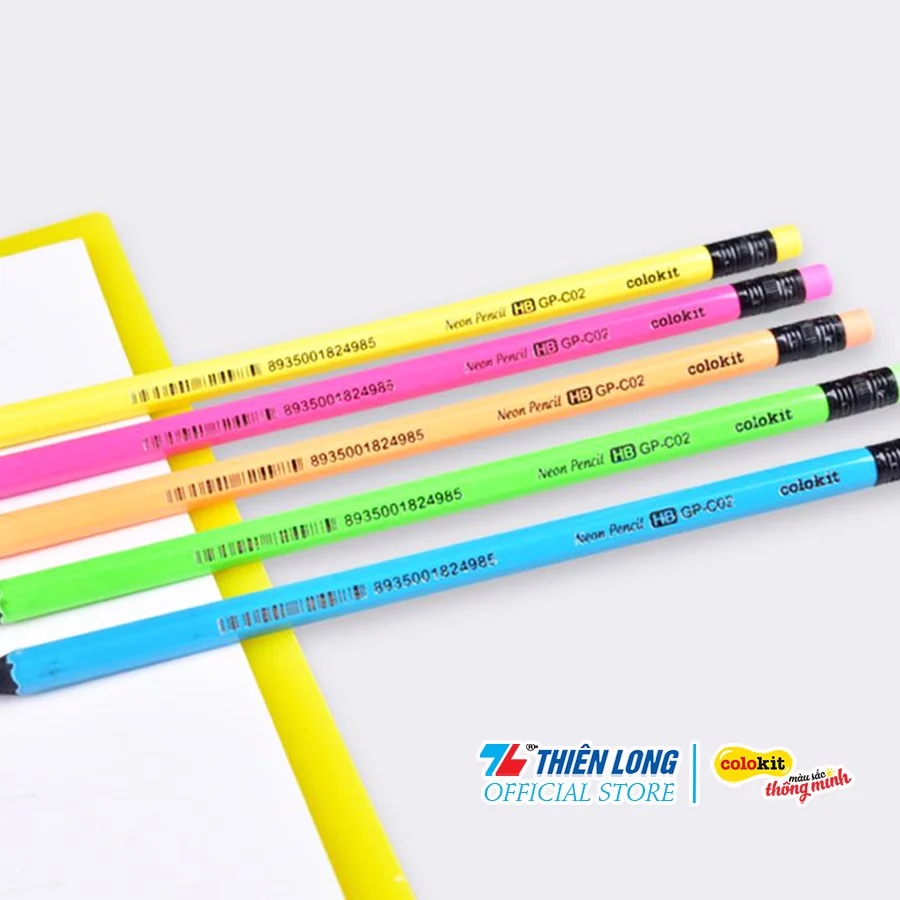 8935001824985 Neon Pencil HB GP-C02 colokit
8935001824985 Neon Pencil HB GP-C02 colokit
8935001824985 Neon Pencil HB GP-C02 colokit
8935001824985 Neon Pencil HB GP-C02 colokit
8935001824985 Neon Pencil HB GP-C02 colokit
TL ® THIÊN LONG
OFFICIAL STORE
colokit
màu sắc
thông minh